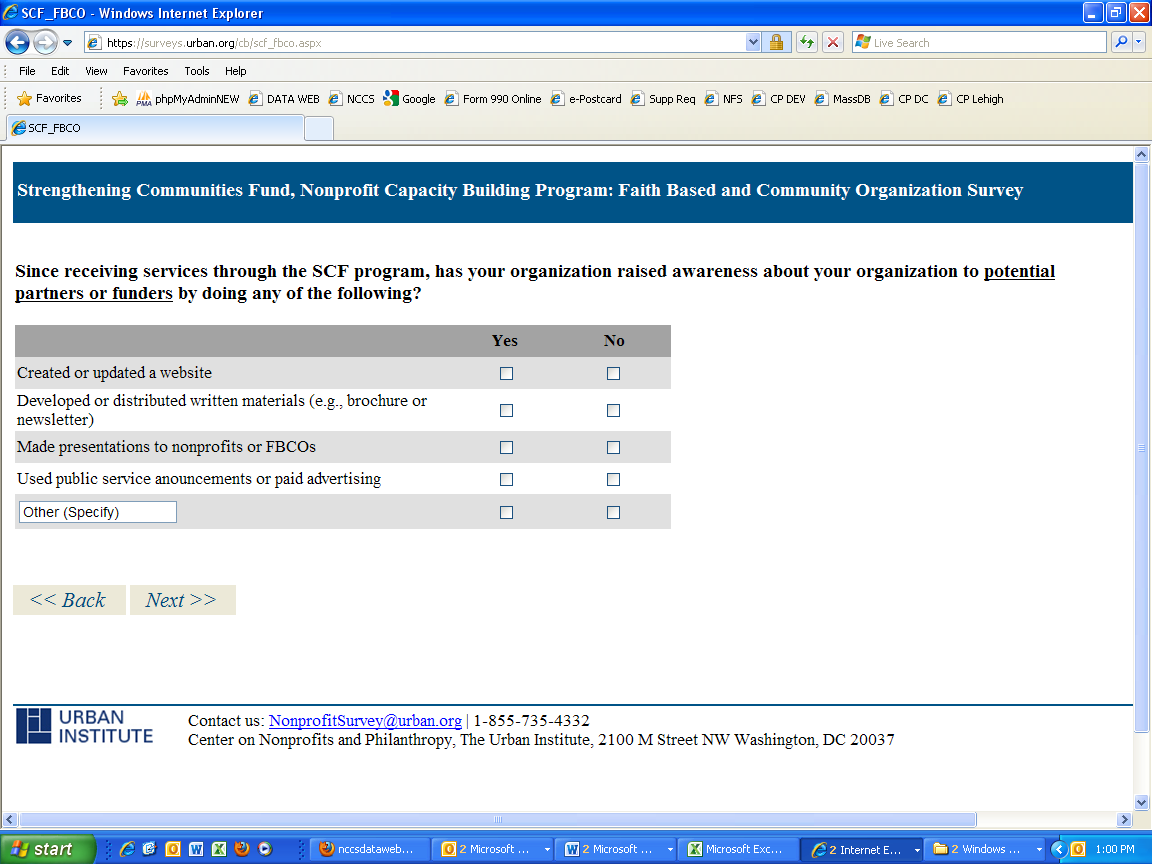 SCF_FBCO - Windows Internet Explorer
https://surveys.urban.org/cb/scf_fbco.aspx
Live Search
File Edit View Favorites Tools Help
Favorites phpMyAdminNEW DATA WEB NCCS Google Form 990 Online e-Postcard Supp Req NFS CP DEV MassDB CP DC CP Lehigh
SCF_FBCO
Strengthening Communities Fund, Nonprofit Capacity Building Program: Faith Based and Community Organization Survey
Since receiving services through the SCF program, has your organization raised awareness about your organization to potential
partners or funders by doing any of the following?
Yes No
Created or updated a website
Developed or distributed written materials (e.g., brochure or
newsletter)
Made presentations to nonprofits or FBCOs
Used public service anouncements or paid advertising
Other (Specify)
<< Back Next >>
URBAN
INSTITUTE
Contact us: NonprofitSurvey@urban.org | 1-855-735-4332
Center on Nonprofits and Philanthropy, The Urban Institute, 2100 M Street NW Washington, DC 20037
start nccsdataweb... 2 Microsoft ... 2 Microsoft ... Microsoft Exc... 2 Internet E... 2 Windows ... 1:00 PM